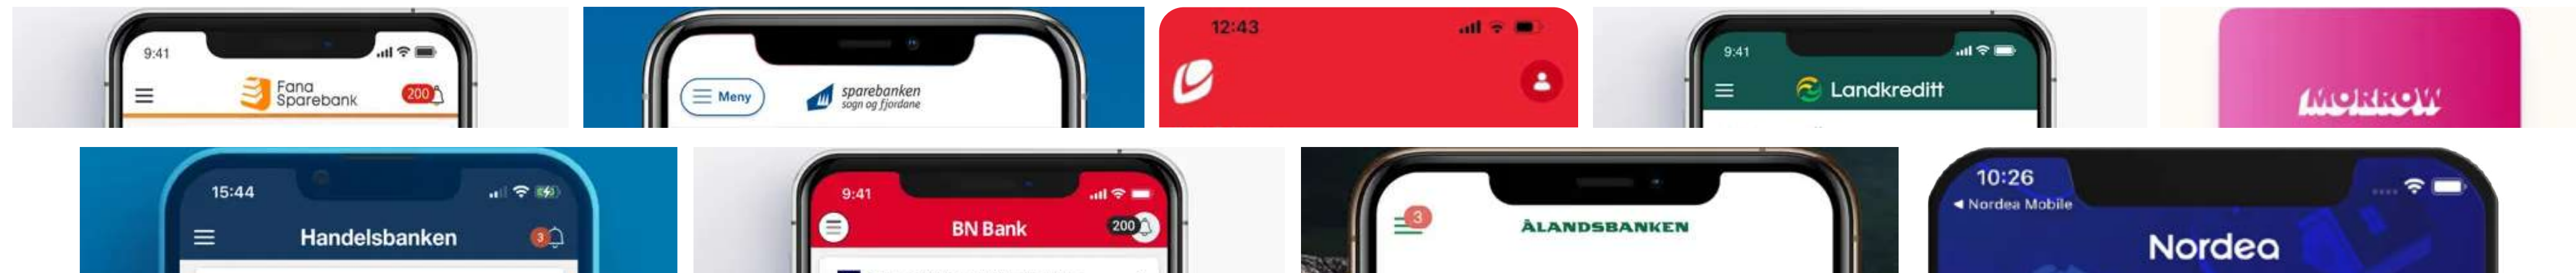 9:41
Fana
Sparebank
200
Meny
sparebanken
sogn og fjordane
12:43
9:41
Landkreditt
MORROW
15:44
Handelsbanken
3
9:41
BN Bank
200
3
ÅLANDSBANKEN
10:26
◀ Nordea Mobile
Nordea